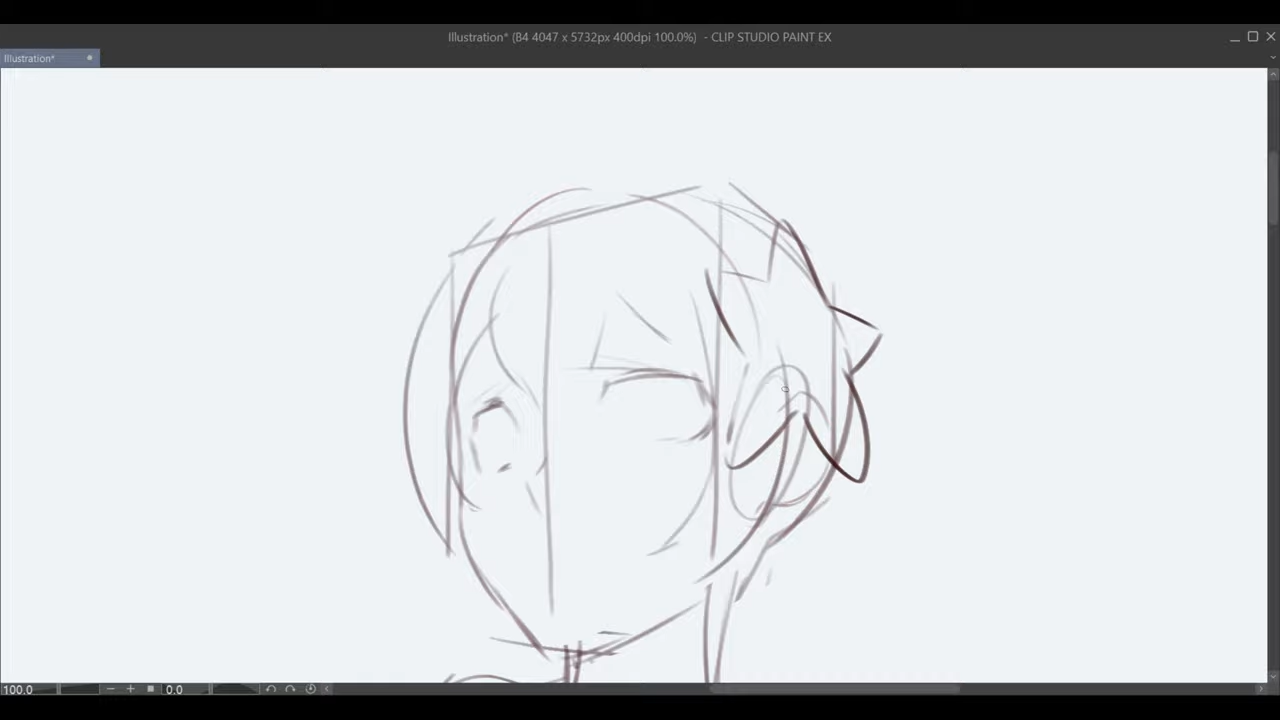 Illustration* (B4 4047 x 5732px 400dpi 100.0%) - CLIP STUDIO PAINT EX
Illustration*
100.0
0.0